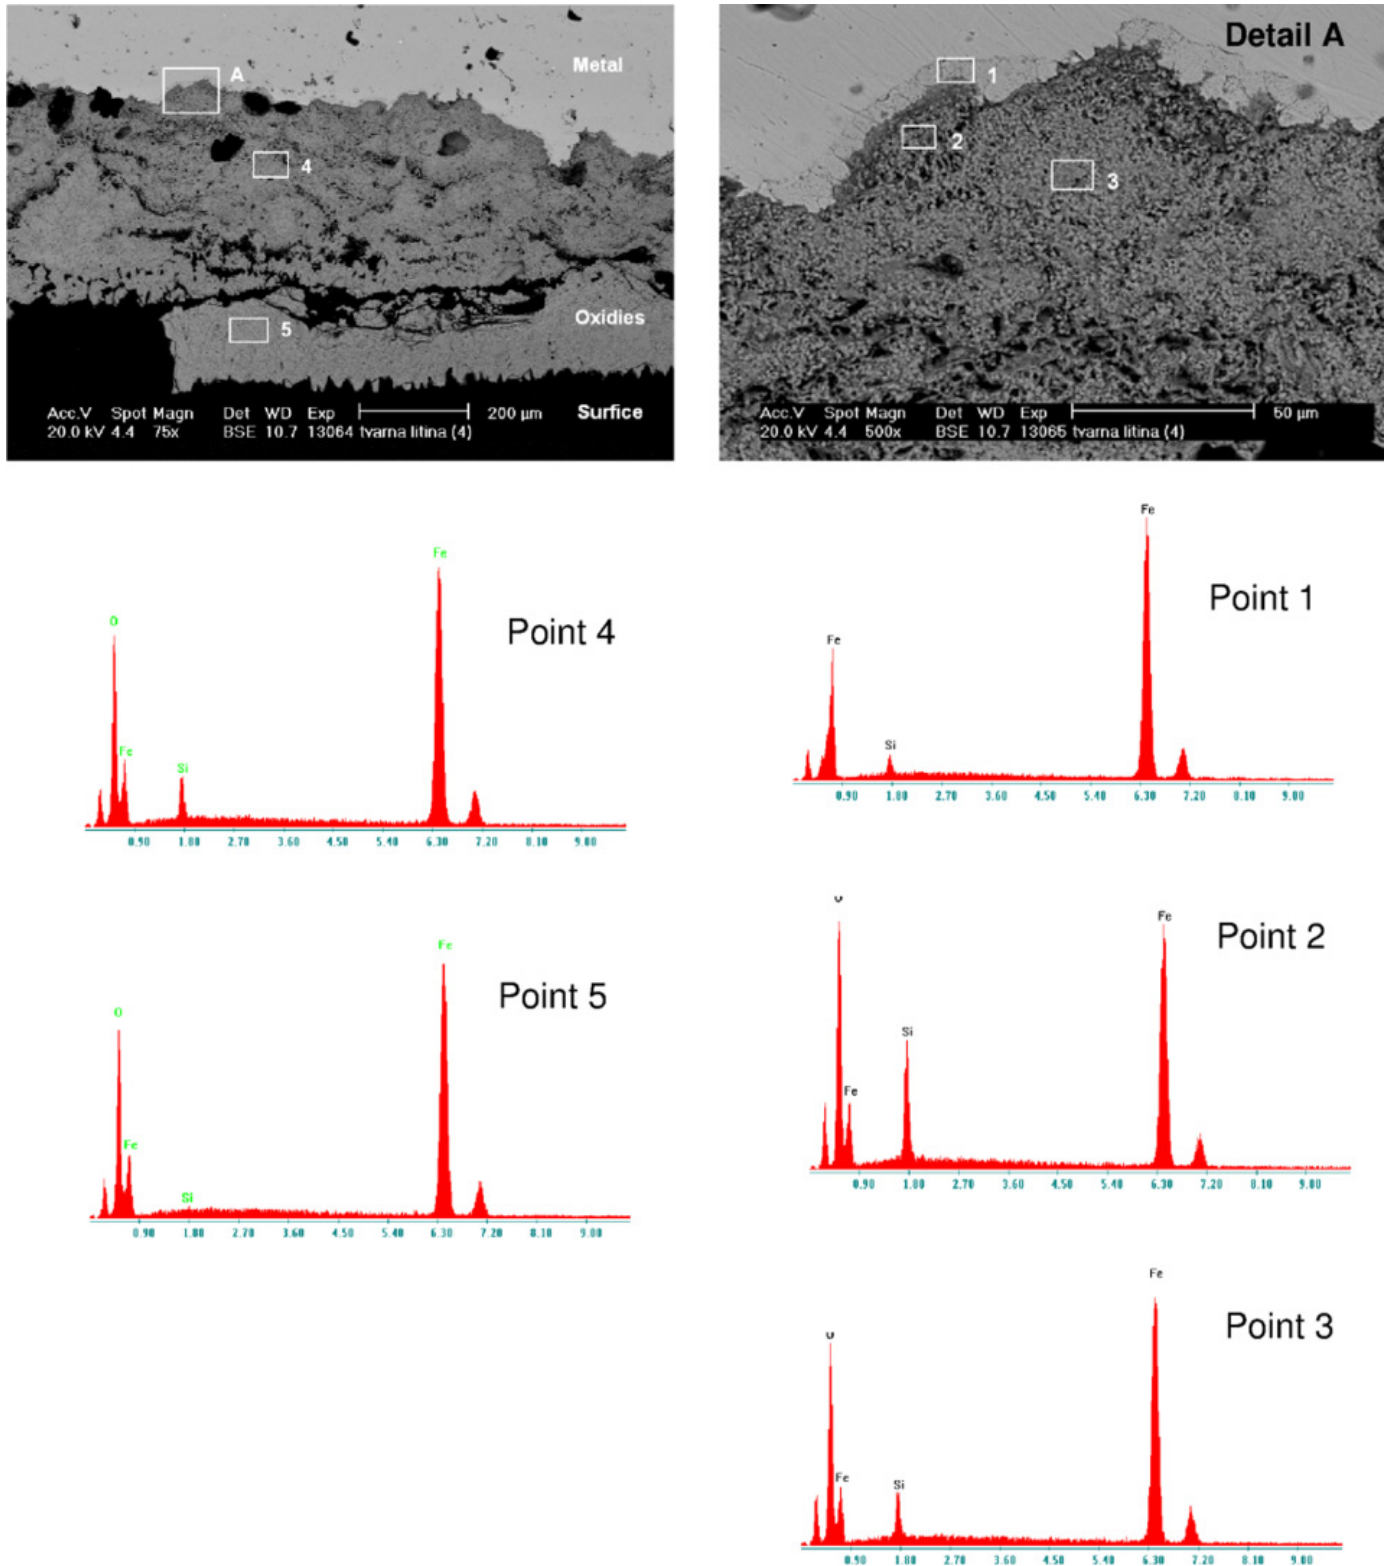 Metal
A
4
5
Oxidies
Acc.V Spot Magn Det WD Exp 200 µm Surfice
20.0 kV 4.4 75x BSE 10.7 13064 tvarna litina (4)
Detail A
1
2
3
Acc.V Spot Magn Det WD Exp 50 µm
20.0 kV 4.4 500x BSE 10.7 13065 tvarna litina (4)
Fe
Point 4
O
Fe
Si
0.90 1.80 2.70 3.60 4.50 5.40 6.30 7.20 8.10 9.00
Fe
Point 1
Fe
Si
0.90 1.80 2.70 3.60 4.50 5.40 6.30 7.20 8.10 9.00
Fe
Point 5
O
Fe
Si
0.90 1.80 2.70 3.60 4.50 5.40 6.30 7.20 8.10 9.00
O
Fe
Point 2
Si
Fe
0.90 1.80 2.70 3.60 4.50 5.40 6.30 7.20 8.10 9.00
Fe
Point 3
O
Fe
Si
0.90 1.80 2.70 3.60 4.50 5.40 6.30 7.20 8.10 9.00